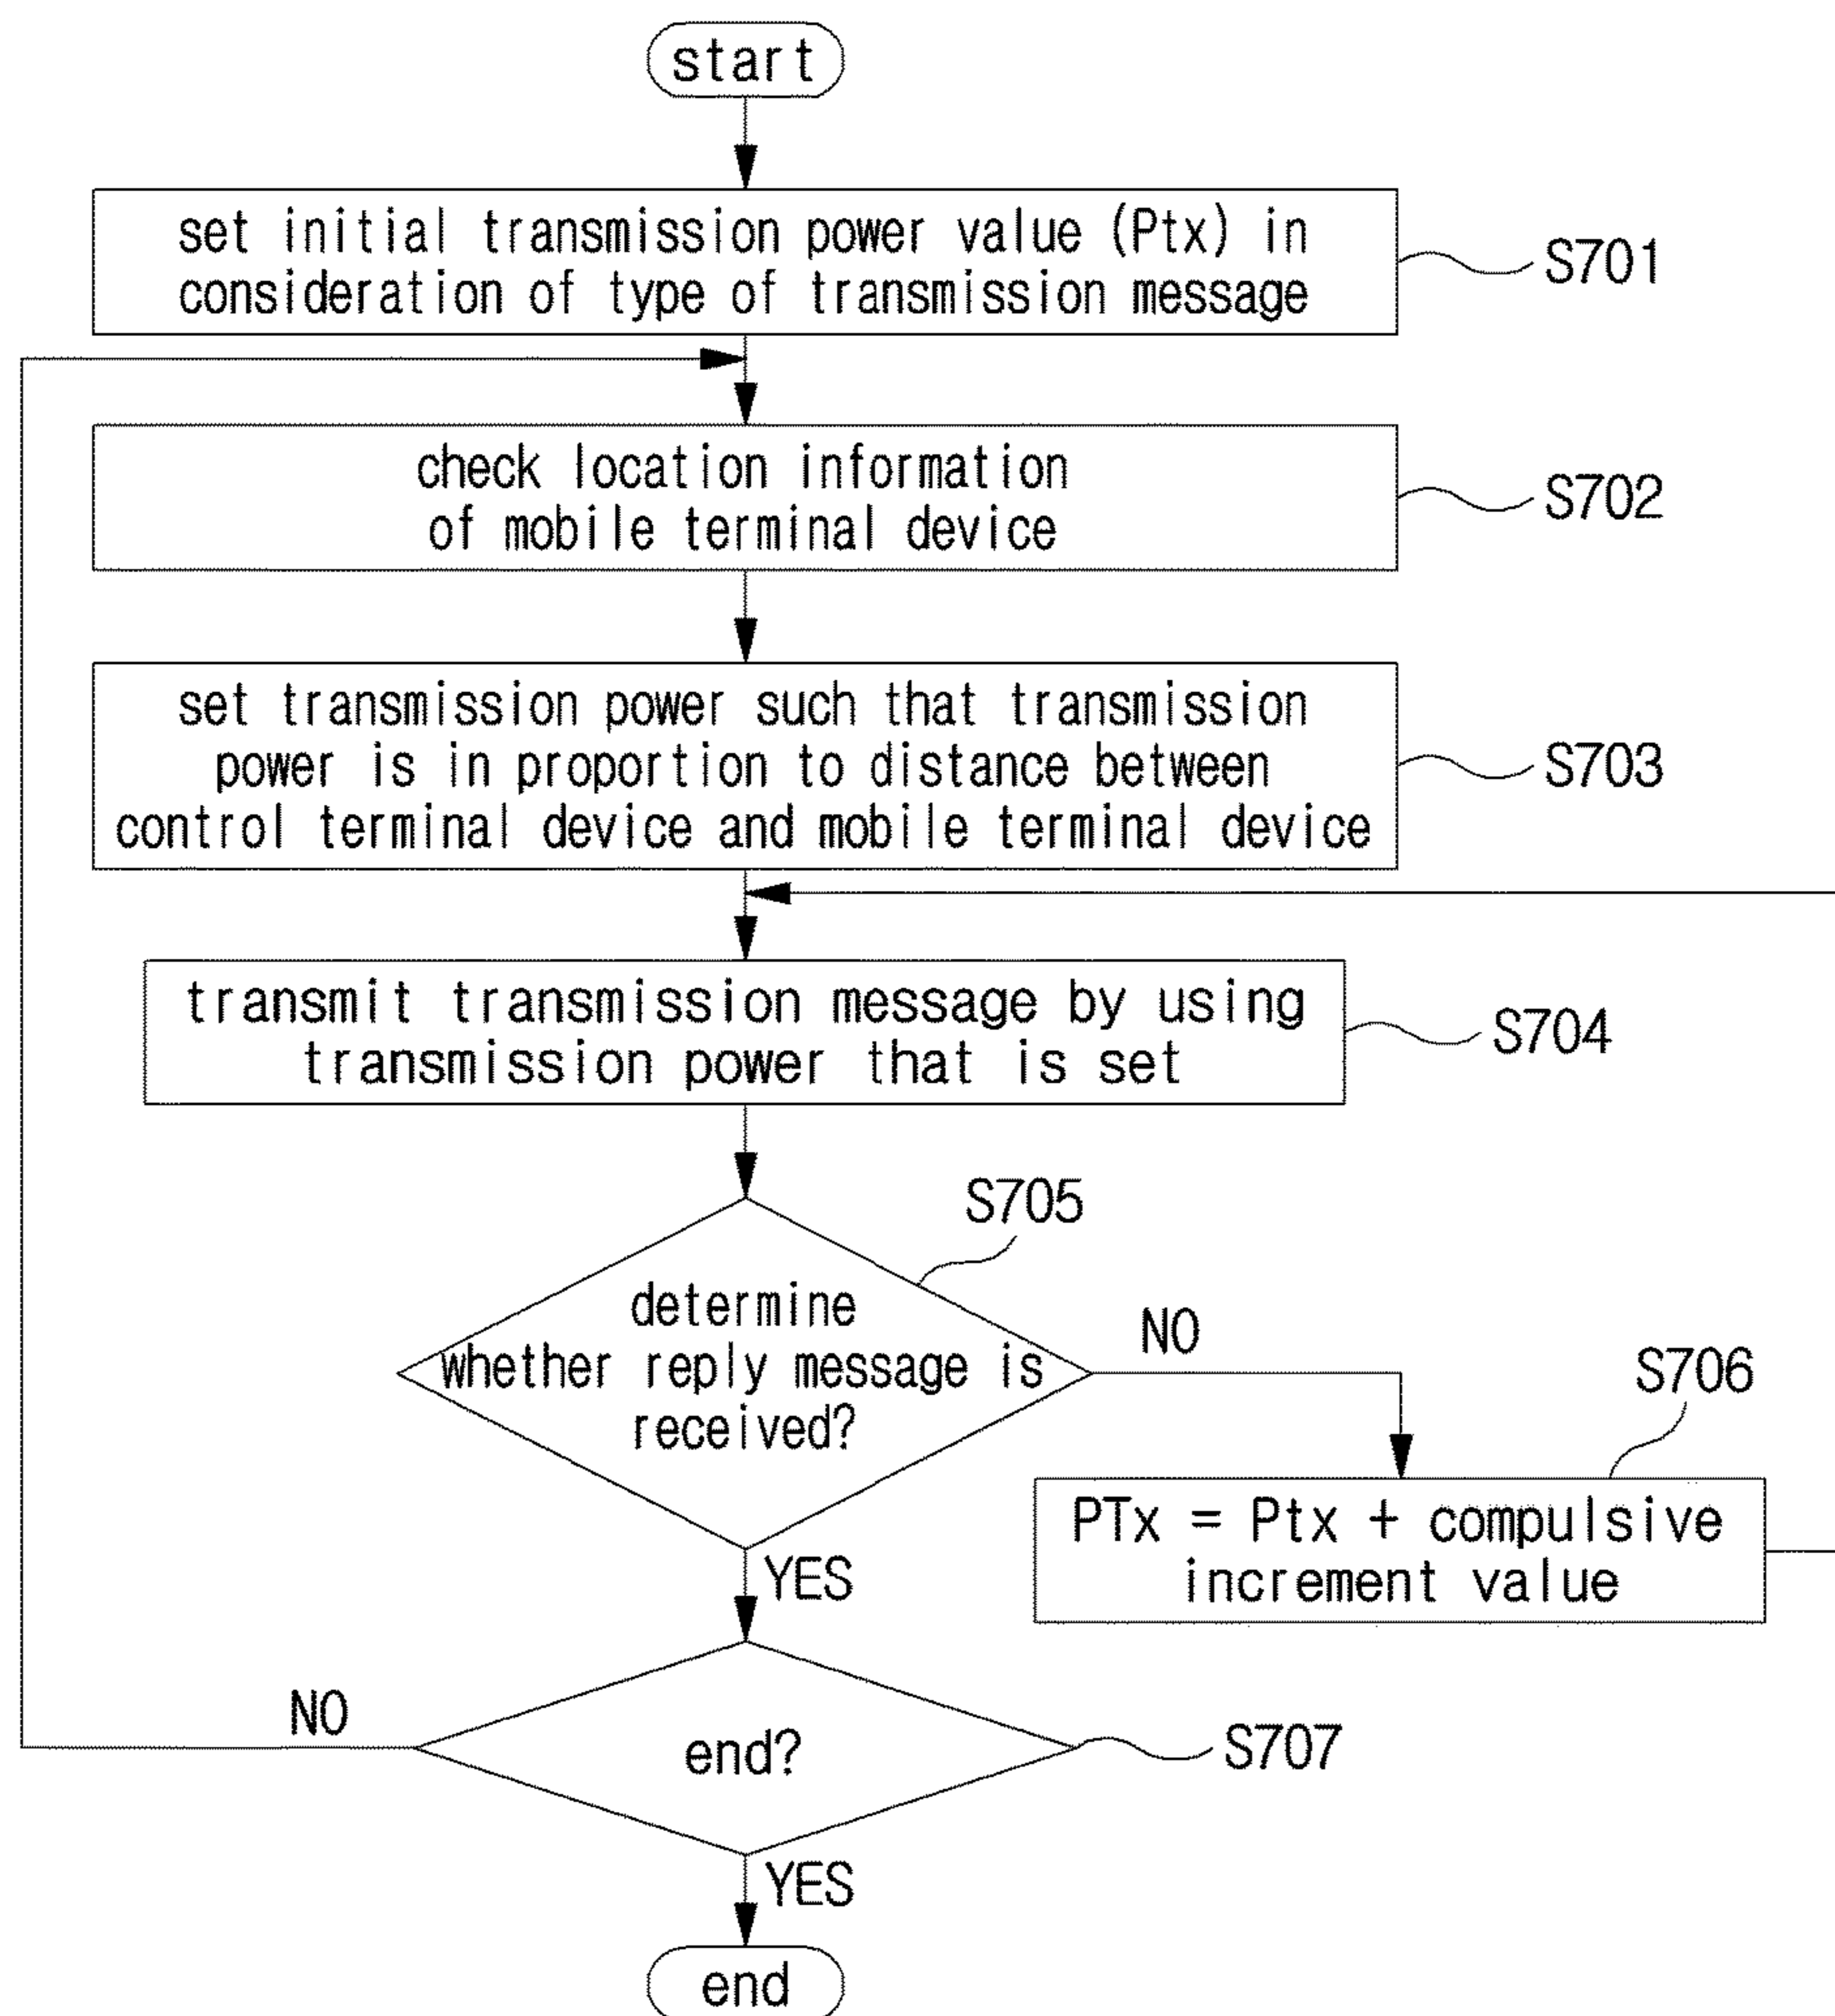 start
set initial transmission power value (Ptx) in
consideration of type of transmission message
S701
check location information
of mobile terminal device
S702
set transmission power such that transmission
power is in proportion to distance between
control terminal device and mobile terminal device
S703
transmit transmission message by using
transmission power that is set
S704
S705
determine
whether reply message is
received?
NO
S706
PTx = Ptx + compulsive
increment value
YES
NO
end?
S707
YES
end